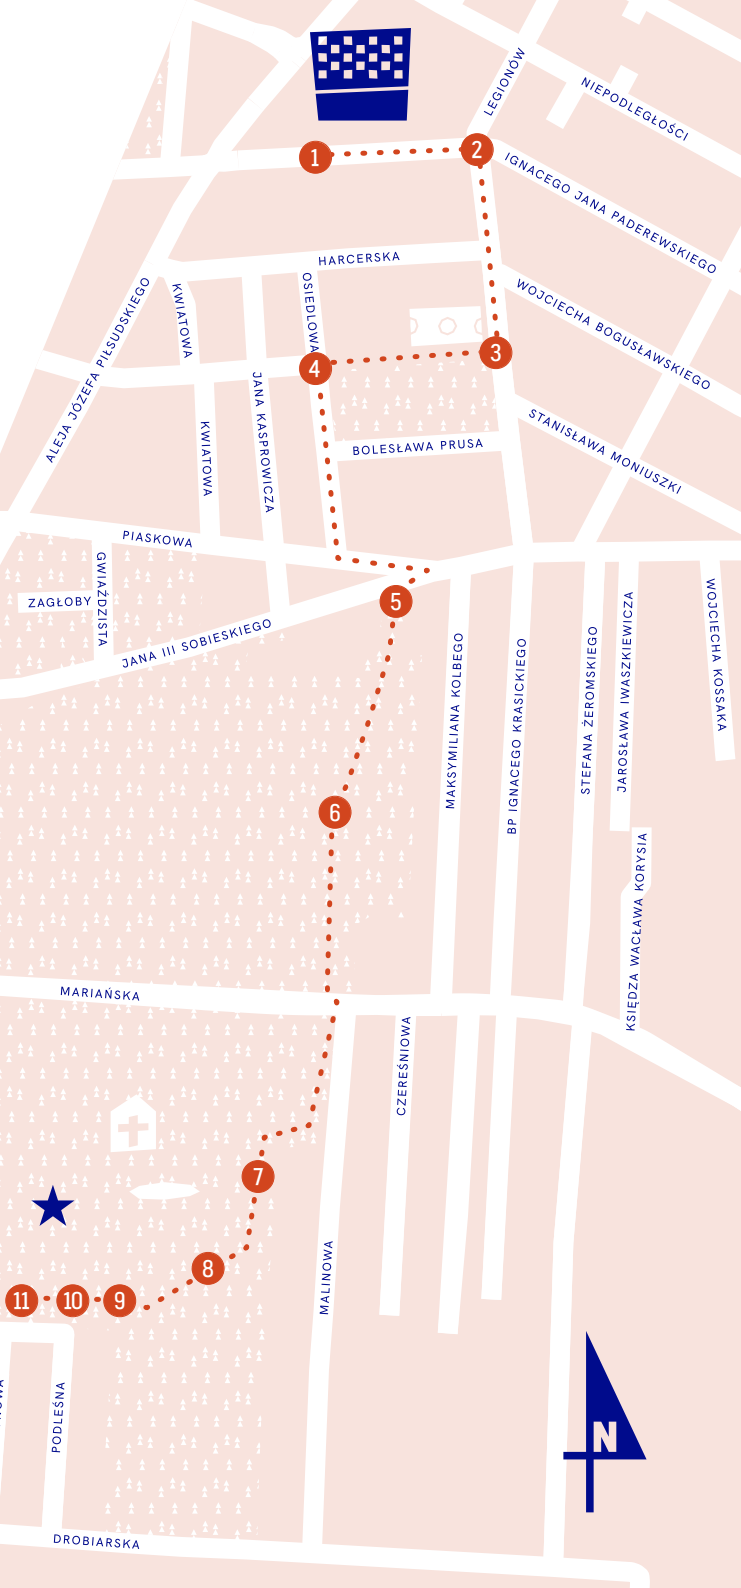 LEGIONÓW
NIEPODLEGŁOŚCI
1
2
IGNACEGO JANA PADEREWSKIEGO
HARCERSKA
OSIEDLOWA
KWIATOWA
ALEJA JÓZEFA PIŁSUDSKIEGO
WOJCIECHA BOGUSŁAWSKIEGO
3
4
JANA KASPROWICZA
KWIATOWA
STANISŁAWA MONIUSZKI
BOLESŁAWA PRUSA
PIASKOWA
GWIAŹDZISTA
ZAGŁOBY
JANA III SOBIESKIEGO
5
MAKSYMILIANA KOLBEGO
BP IGNACEGO KRASICKIEGO
STEFANA ŻEROMSKIEGO
JAROSŁAWA IWASZKIEWICZA
WOJCIECHA KOSSAKA
6
KSIĘDZA WACŁAWA KORYSIA
MARIAŃSKA
CZEREŚNIOWA
7
8
MALINOWA
11
10
9
PODLEŚNA
N
DROBIARSKA